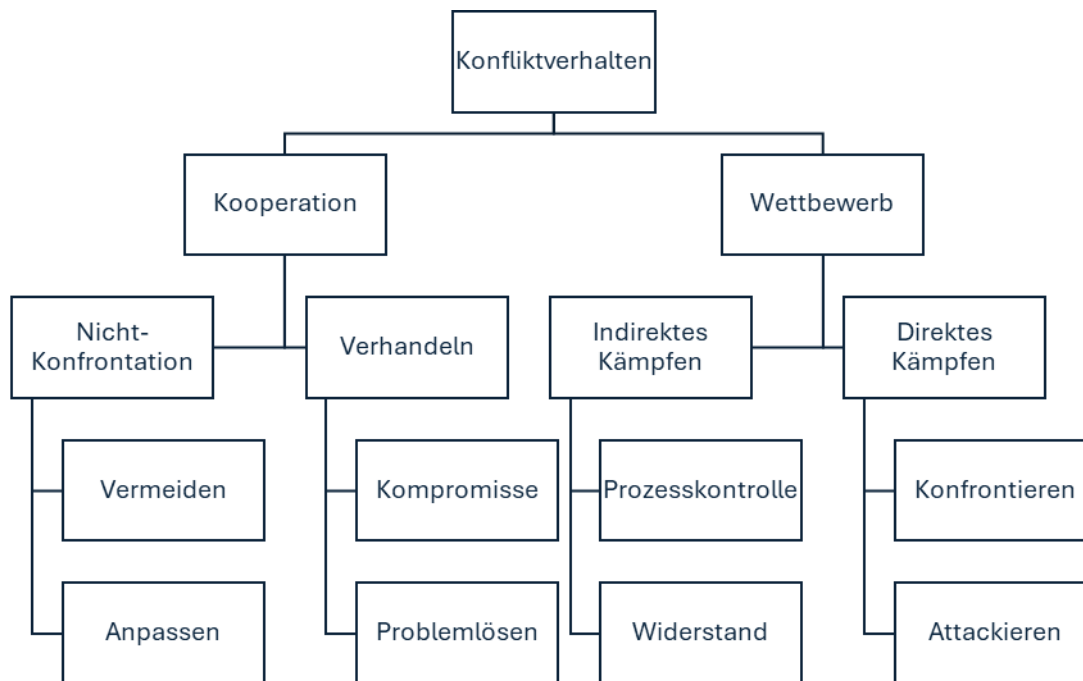 Konfliktverhalten
Kooperation
Wettbewerb
Nicht-
Konfrontation
Verhandeln
Indirektes
Kämpfen
Direktes
Kämpfen
Vermeiden
Kompromisse
Prozesskontrolle
Konfrontieren
Anpassen
Problemlösen
Widerstand
Attackieren